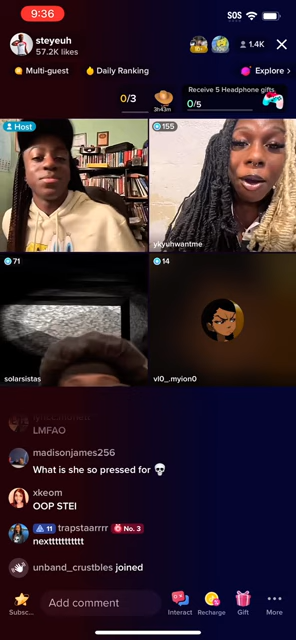 9:36
SOS
steyeuh
57.2K likes
1.4K
Multi-guest
Daily Ranking
Explore >
0/3
3h43m
Receive 5 Headphone gifts
0/5
Host
155
ykyuhwantme
71
14
solarsistas
vl0_.myion0
LMFAO
madisonjames256
What is she so pressed for 💀
xkeom
OOP STEI
11 trapstaarrrr No. 3
nexttttttttttt
unband_crustbles joined
Subsc...
Add comment
Interact
Recharge
Gift
More